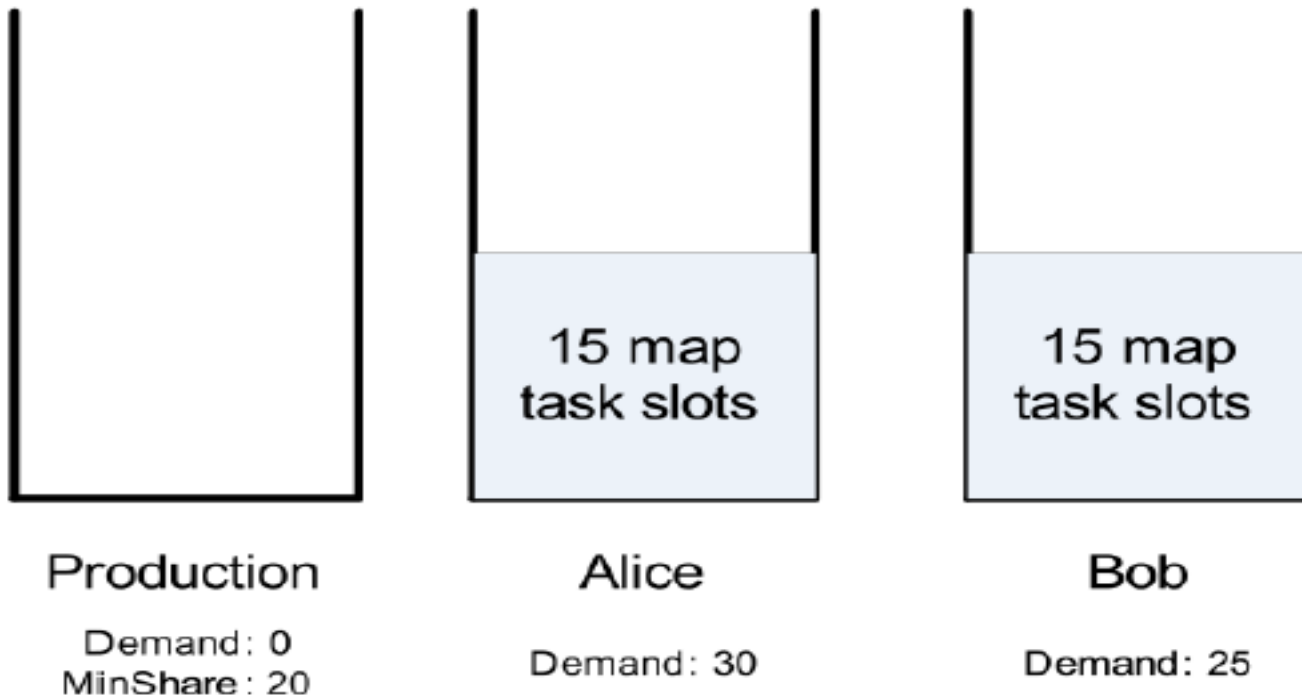 15 map
task slots
15 map
task slots
Production
Demand: 0
MinShare: 20
Alice
Demand: 30
Bob
Demand: 25